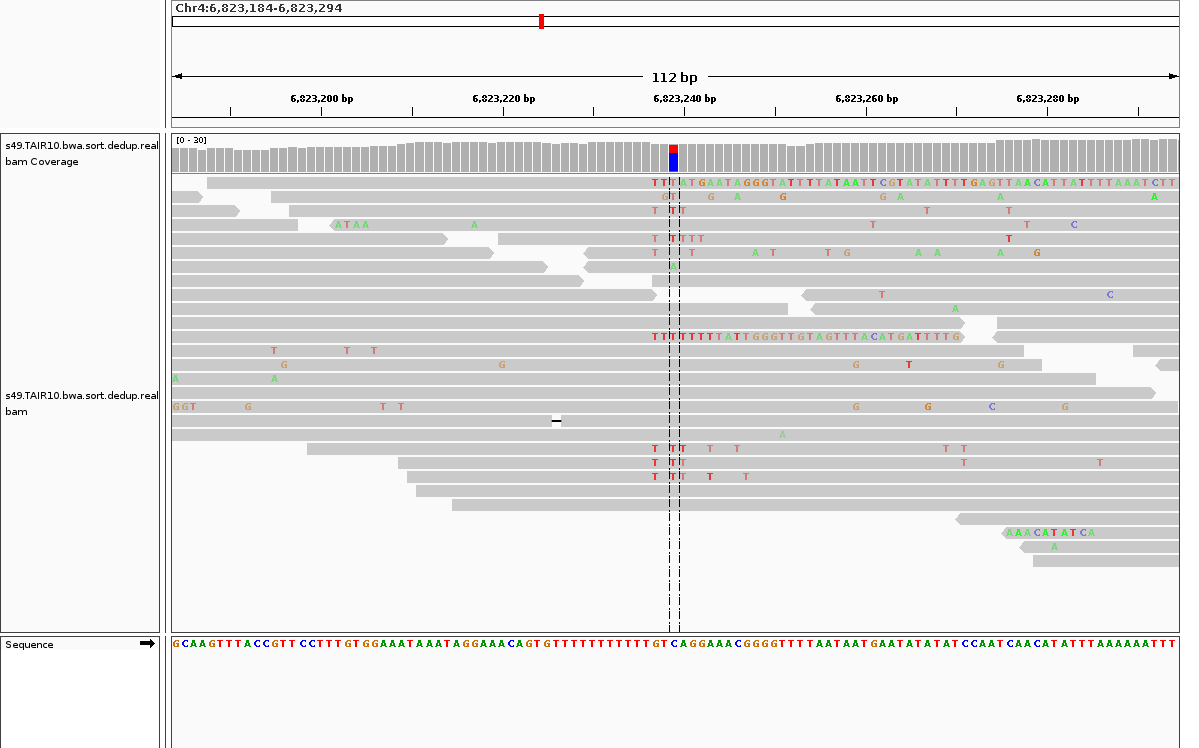 Chr4:6,823,184-6,823,294
112 bp
6,823,200 bp 6,823,220 bp 6,823,240 bp 6,823,260 bp 6,823,280 bp
s49.TAIR10.bwa.sort.dedup.real
bam Coverage
[0 - 30]
TTTATGAATAGGGTATTTTATAATTCGTATATTTTGAGTTAACATTATTTTAAATCTT
G T G A G G A A A
T T T T T
A T A A A T T C
T T T T T T
T T A T T G A A A G
A
T C
A
TTTTTTTTATTGGGTTGTAGTTTACATGATTTTG
T T T
G G G T G
A A
s49.TAIR10.bwa.sort.dedup.real
bam
G G T G T T G G C G
A
T T T T T T T
T T T T T
T T T T T
A A A C A T A T C A
A
Sequence
GCAAGTTTACCGTTCCTTTGTGGAAATAAATAGGAAACAGTGTTTTTTTTTTTGTCAGGAAACGGGGTTTTAATAATGAATATATATCCAATCAACATATTTAAAAAATTT